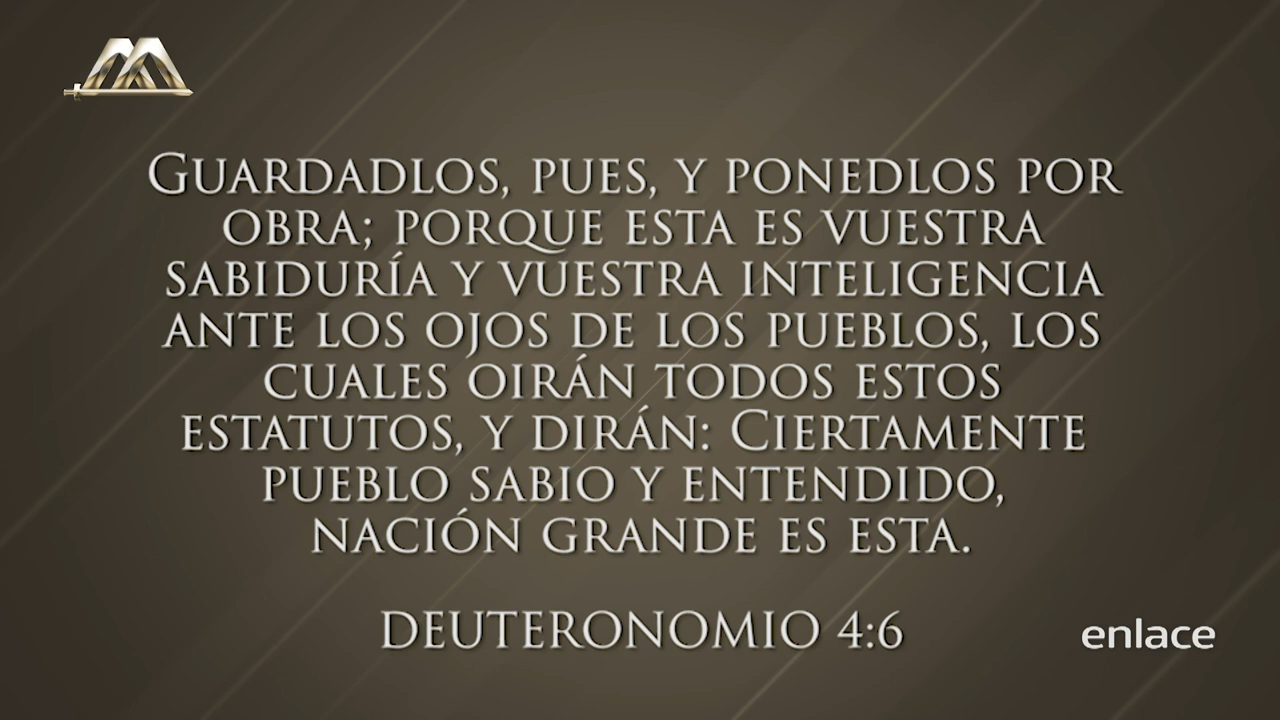 Guardadlos, pues, y ponedlos por
obra; porque esta es vuestra
sabiduría y vuestra inteligencia
ante los ojos de los pueblos, los
cuales oirán todos estos
estatutos, y dirán: Ciertamente
pueblo sabio y entendido,
nación grande es esta.
DEUTERONOMIO 4:6
enlace